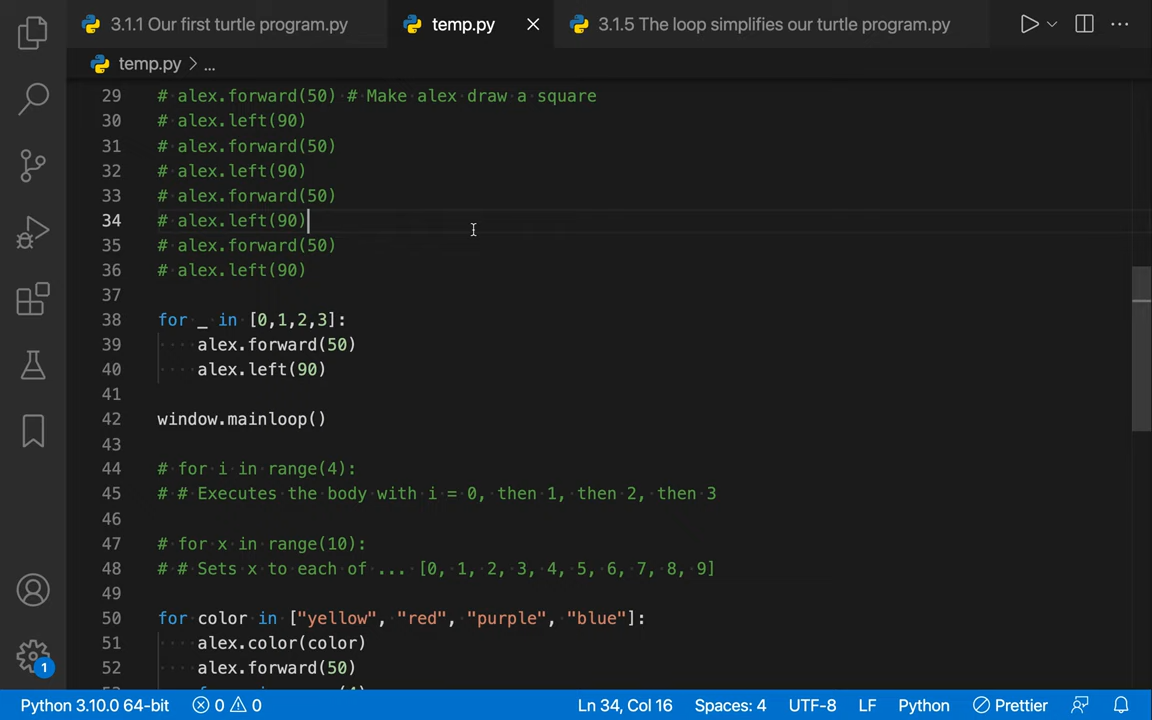 3.1.1 Our first turtle program.py temp.py 3.1.5 The loop simplifies our turtle program.py
temp.py > ...
29 # alex.forward(50) # Make alex draw a square
30 # alex.left(90)
31 # alex.forward(50)
32 # alex.left(90)
33 # alex.forward(50)
34 # alex.left(90)
35 # alex.forward(50)
36 # alex.left(90)
37
38 for _ in [0,1,2,3]:
39 alex.forward(50)
40 alex.left(90)
41
42 window.mainloop()
43
44 # for i in range(4):
45 # # Executes the body with i = 0, then 1, then 2, then 3
46
47 # for x in range(10):
48 # # Sets x to each of ... [0, 1, 2, 3, 4, 5, 6, 7, 8, 9]
49
50 for color in ["yellow", "red", "purple", "blue"]:
51 alex.color(color)
52 alex.forward(50)
1
Python 3.10.0 64-bit 0 0 Ln 34, Col 16 Spaces: 4 UTF-8 LF Python Prettier